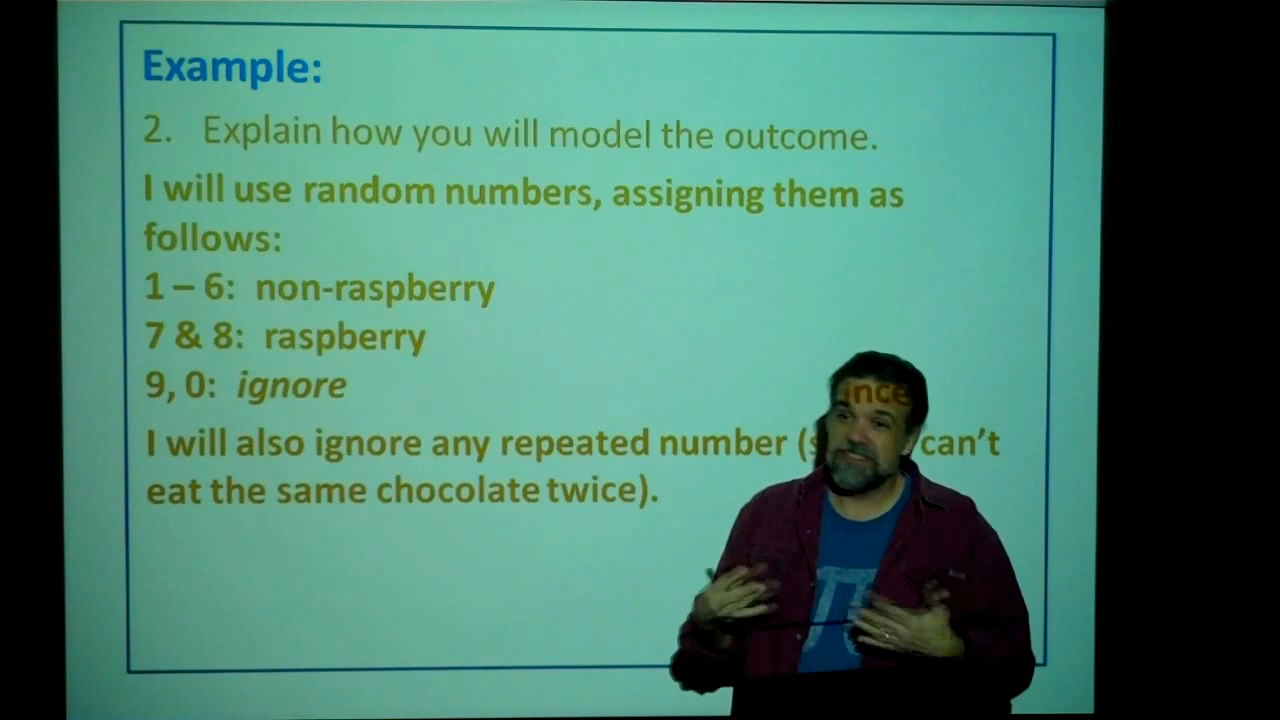 Example:
2. Explain how you will model the outcome.
I will use random numbers, assigning them as
follows:
1 – 6: non-raspberry
7 & 8: raspberry
9, 0: ignore
I will also ignore any repeated number (since can't
eat the same chocolate twice).
π